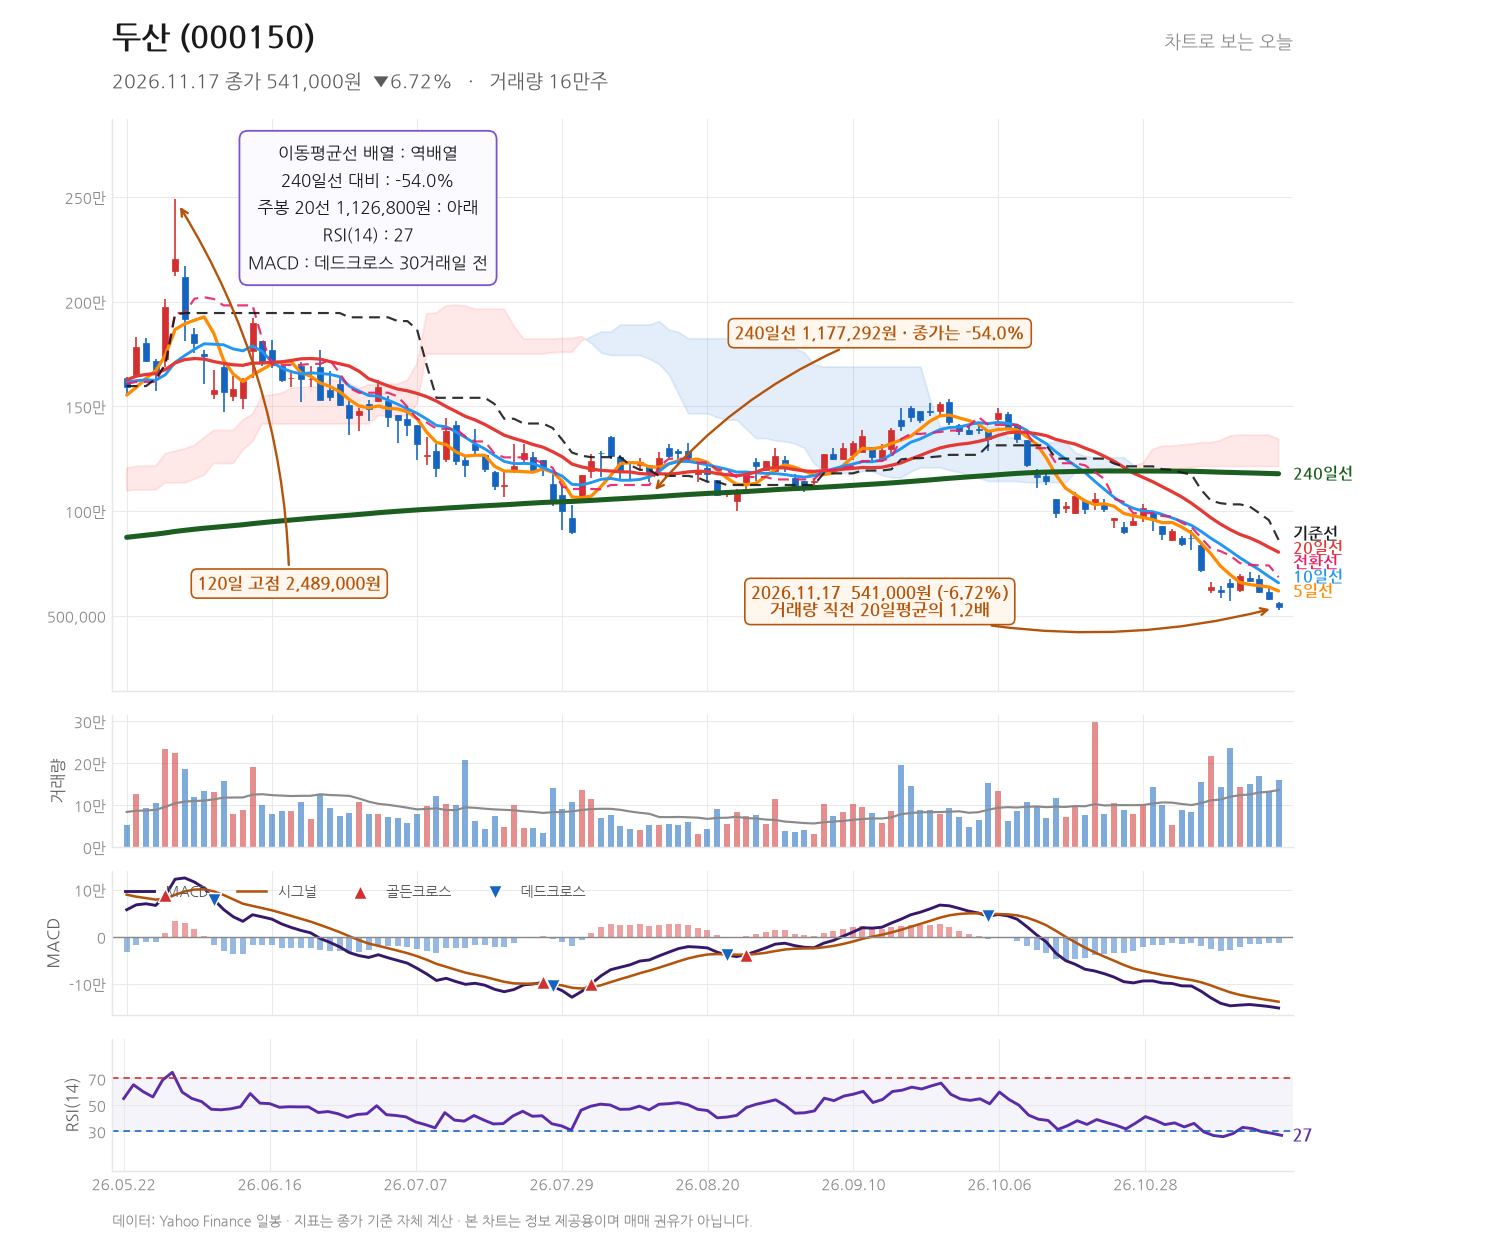 두산 (000150)
차트로 보는 오늘
2026.11.17 종가 541,000원 ▼6.72% · 거래량 16만주
이동평균선 배열 : 역배열
240일선 대비 : -54.0%
주봉 20선 1,126,800원 : 아래
RSI(14) : 27
MACD : 데드크로스 30거래일 전
250만
200만
150만
100만
500,000
240일선 1,177,292원 · 종가는 -54.0%
120일 고점 2,489,000원
2026.11.17 541,000원 (-6.72%)
거래량 직전 20일평균의 1.2배
240일선
기준선
20일선
전환선
10일선
5일선
거래량
30만
20만
10만
0만
MACD
10만
0
-10만
MACD 시그널 골든크로스 데드크로스
RSI(14)
70
50
30
27
26.05.22 26.06.16 26.07.07 26.07.29 26.08.20 26.09.10 26.10.06 26.10.28
데이터: Yahoo Finance 일봉 · 지표는 종가 기준 자체 계산 · 본 차트는 정보 제공용이며 매매 권유가 아닙니다.